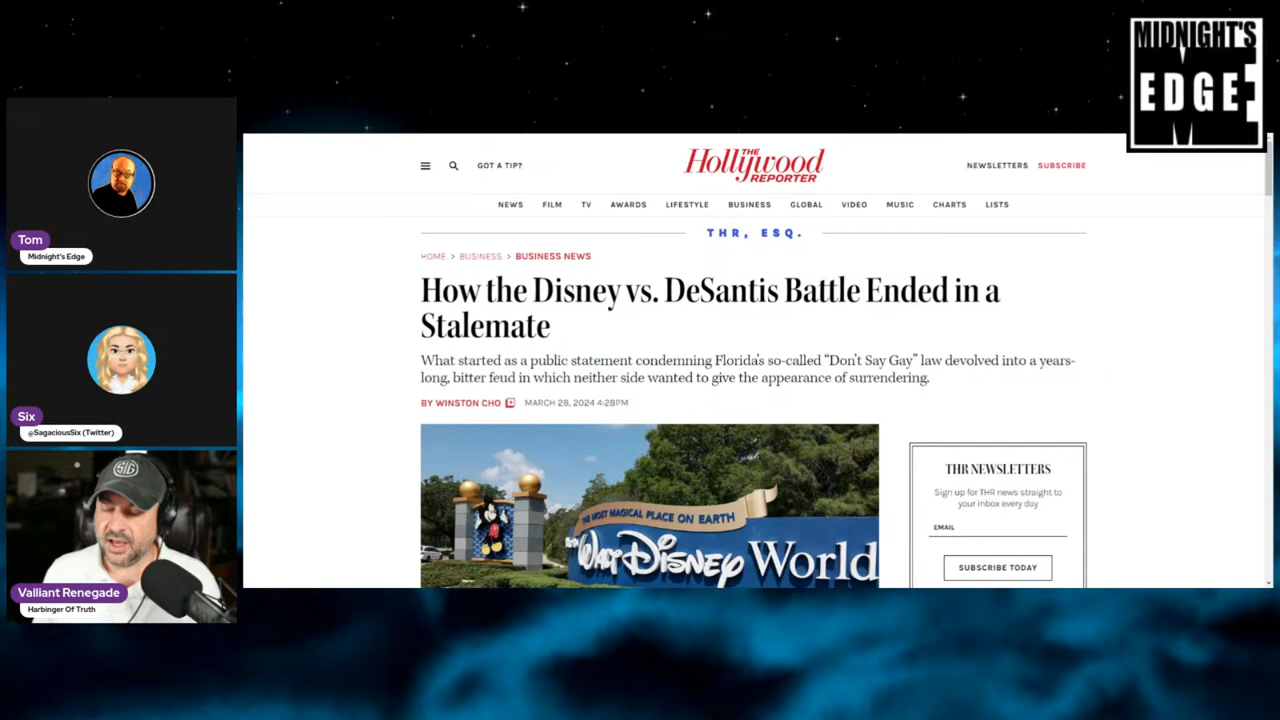 MIDNIGHT'S
EDGE
Tom
Midnight's Edge
Six
@SagaciousSix (Twitter)
SIG
Valliant Renegade
Harbinger Of Truth
GOT A TIP?
THE
Hollywood
REPORTER
NEWSLETTERS SUBSCRIBE
NEWS FILM TV AWARDS LIFESTYLE BUSINESS GLOBAL VIDEO MUSIC CHARTS LISTS
THR, ESQ.
HOME > BUSINESS > BUSINESS NEWS
How the Disney vs. DeSantis Battle Ended in a
Stalemate
What started as a public statement condemning Florida's so-called “Don't Say Gay” law devolved into a years-
long, bitter feud in which neither side wanted to give the appearance of surrendering.
BY WINSTON CHO MARCH 28, 2024 4:28PM
THE MOST MAGICAL PLACE ON EARTH
Walt Disney World
THR NEWSLETTERS
Sign up for THR news straight to
your inbox every day
EMAIL
SUBSCRIBE TODAY